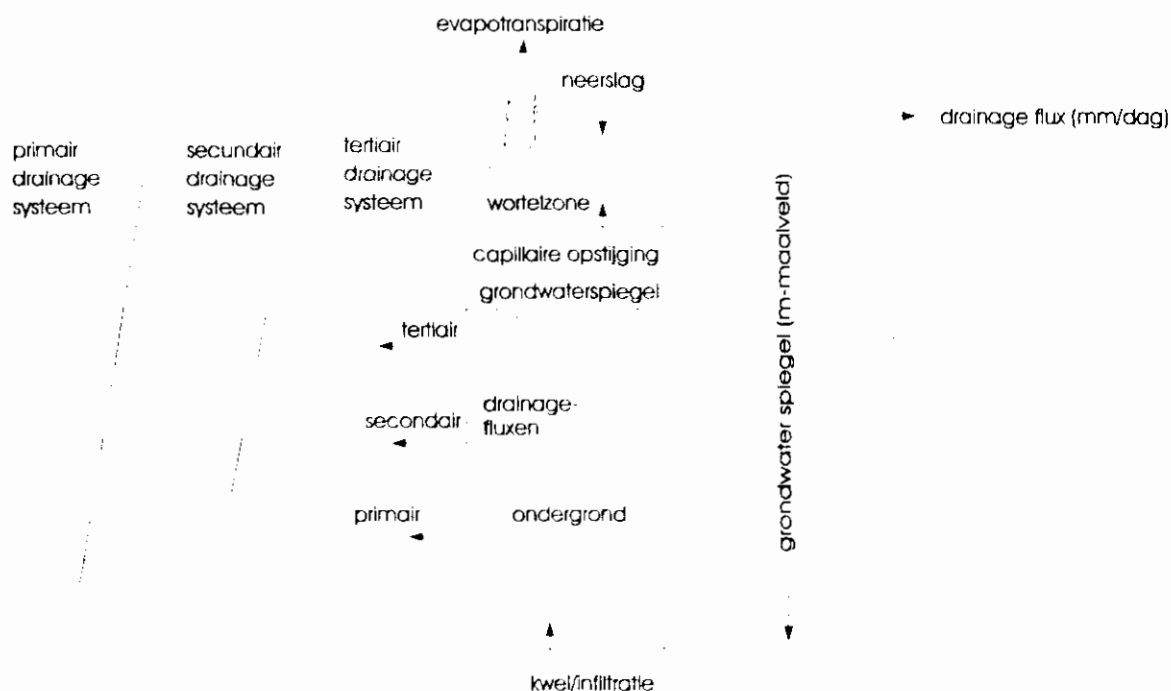 evapotranspiratie
neerslag
drainage flux (mm/dag)
primair
drainage
systeem
secundair
drainage
systeem
tertiair
drainage
systeem
wortelzone
capillaire opstijging
grondwaterspiegel
tertiair
secondair
drainage-
fluxen
primair
ondergrond
kwel/infiltratie
grondwater spiegel (m-maalveld)